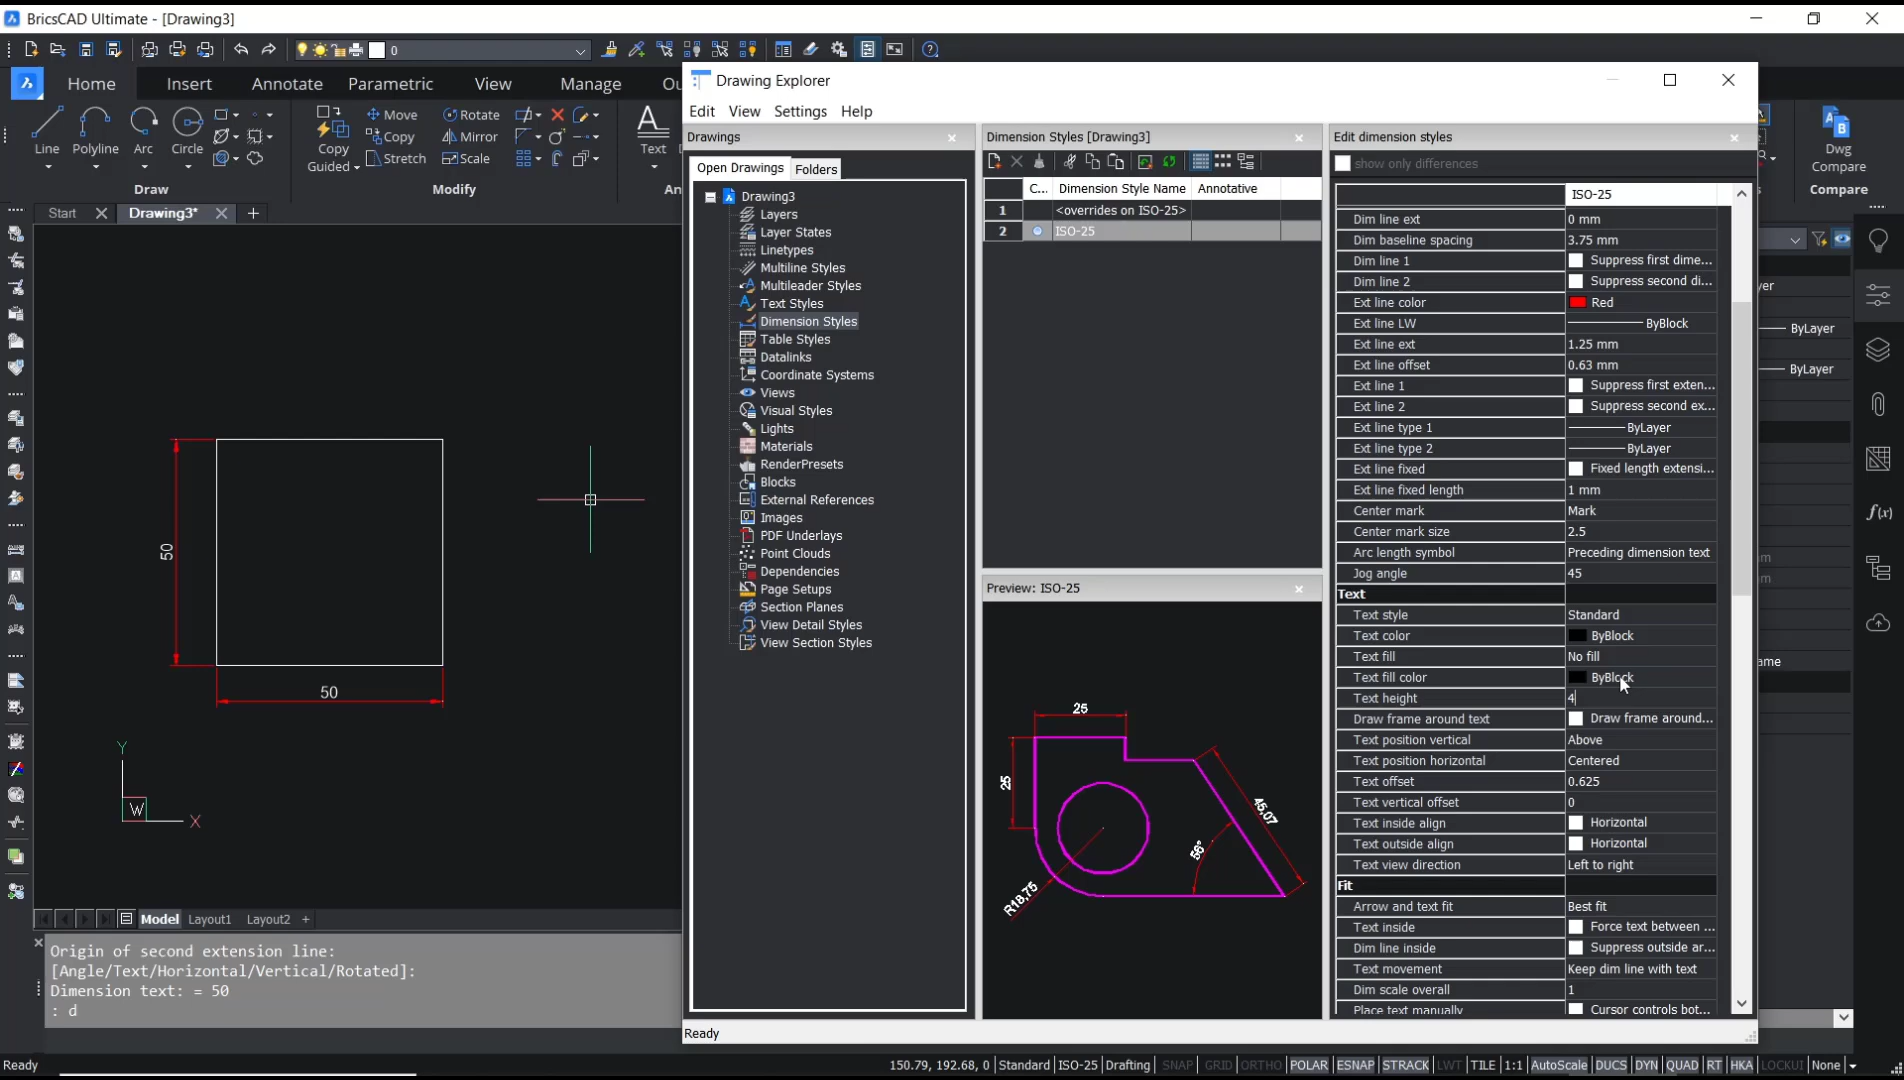 BricsCAD Ultimate - [Drawing3]
0
Home Insert Annotate Parametric View Manage Ou
Line
Polyline
Arc
Circle
Draw
Copy
Guided
Move
Copy
Stretch
Rotate
Mirror
Scale
Modify
Text
D
An
Dwg
Compare
Compare
Start
Drawing3*
50
50
25
25
45,07
56°
R18,75
Y
W
X
Model Layout1 Layout2 +
Origin of second extension line:
[Angle/Text/Horizontal/Vertical/Rotated]:
Dimension text: = 50
: d
Drawing Explorer
Edit View Settings Help
Drawings
Open Drawings Folders
Drawing3
Layers
Layer States
Linetypes
Multiline Styles
Multileader Styles
Text Styles
Dimension Styles
Table Styles
Datalinks
Coordinate Systems
Views
Visual Styles
Lights
Materials
RenderPresets
Blocks
External References
Images
PDF Underlays
Point Clouds
Dependencies
Page Setups
Section Planes
View Detail Styles
View Section Styles
Dimension Styles [Drawing3]
C... Dimension Style Name Annotative
1 <overrides on ISO-25>
2 ISO-25
Preview: ISO-25
Edit dimension styles
show only differences
ISO-25
Dim line ext 0 mm
Dim baseline spacing 3.75 mm
Dim line 1 Suppress first dime...
Dim line 2 Suppress second di...
Ext line color Red
Ext line LW ByBlock
Ext line ext 1.25 mm
Ext line offset 0.63 mm
Ext line 1 Suppress first exten...
Ext line 2 Suppress second ex...
Ext line type 1 ByLayer
Ext line type 2 ByLayer
Ext line fixed Fixed length extensi...
Ext line fixed length 1 mm
Center mark Mark
Center mark size 2.5
Arc length symbol Preceding dimension text
Jog angle 45
Text
Text style Standard
Text color ByBlock
Text fill No fill
Text fill color ByBlock
Text height 4
Draw frame around text Draw frame around...
Text position vertical Above
Text position horizontal Centered
Text offset 0.625
Text vertical offset 0
Text inside align Horizontal
Text outside align Horizontal
Text view direction Left to right
Fit
Arrow and text fit Best fit
Text inside Force text between ...
Dim line inside Suppress outside ar...
Text movement Keep dim line with text
Dim scale overall 1
Place text manually Cursor controls bot...
Ready
yer
ByLayer
ByLayer
m
m
ame
f(x)
Ready
150.79, 192.68, 0 Standard ISO-25 Drafting SNAP GRID ORTHO POLAR ESNAP STRACK LWT TILE 1:1 AutoScale DUCS DYN QUAD RT HKA LOCKUI None